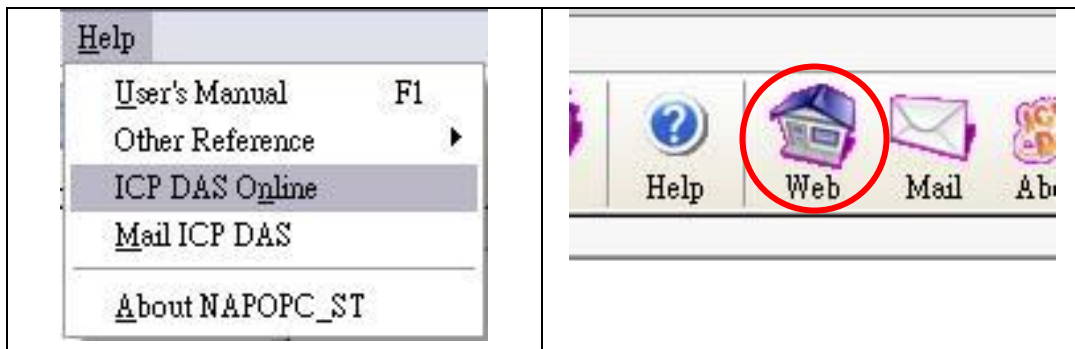 Help
User's Manual F1
Other Reference
ICP DAS Online
Mail ICP DAS
About NAPOPC_ST
Help Web Mail